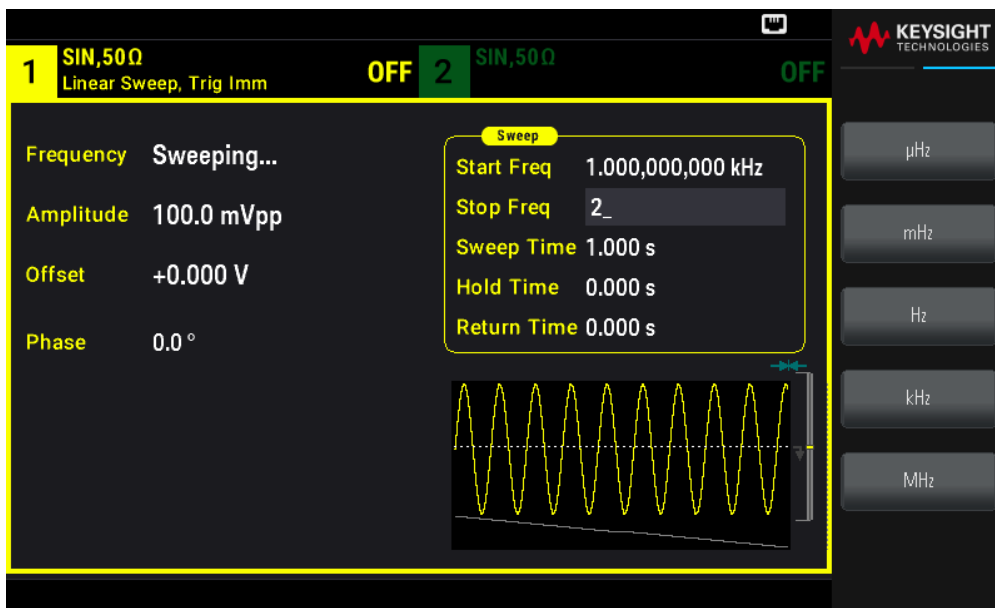 KEYSIGHT
TECHNOLOGIES
1 SIN,50Ω
Linear Sweep, Trig Imm
OFF
2 SIN,50Ω
OFF
Frequency Sweeping...
Amplitude 100.0 mVpp
Offset +0.000 V
Phase 0.0 °
Sweep
Start Freq 1.000,000,000 kHz
Stop Freq 2_
Sweep Time 1.000 s
Hold Time 0.000 s
Return Time 0.000 s
µHz
mHz
Hz
kHz
MHz